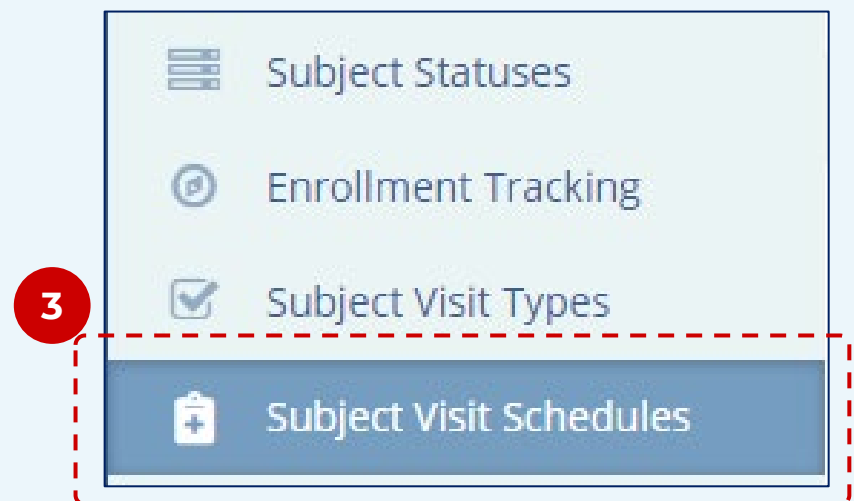 Subject Statuses
Enrollment Tracking
3
Subject Visit Types
Subject Visit Schedules